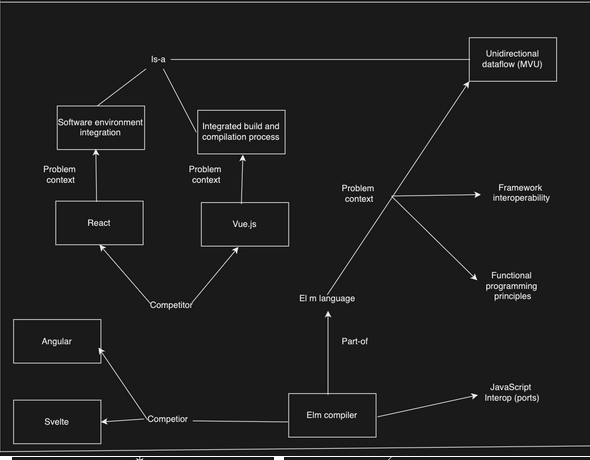 Is-a
Unidirectional
dataflow (MVU)
Software environment
integration
Integrated build and
compilation process
Problem
context
Problem
context
Problem
context
Framework
interoperability
React
Vue.js
Functional
programming
principles
El m language
Competitor
Angular
Part-of
JavaScript
Interop (ports)
Svelte
Competior
Elm compiler